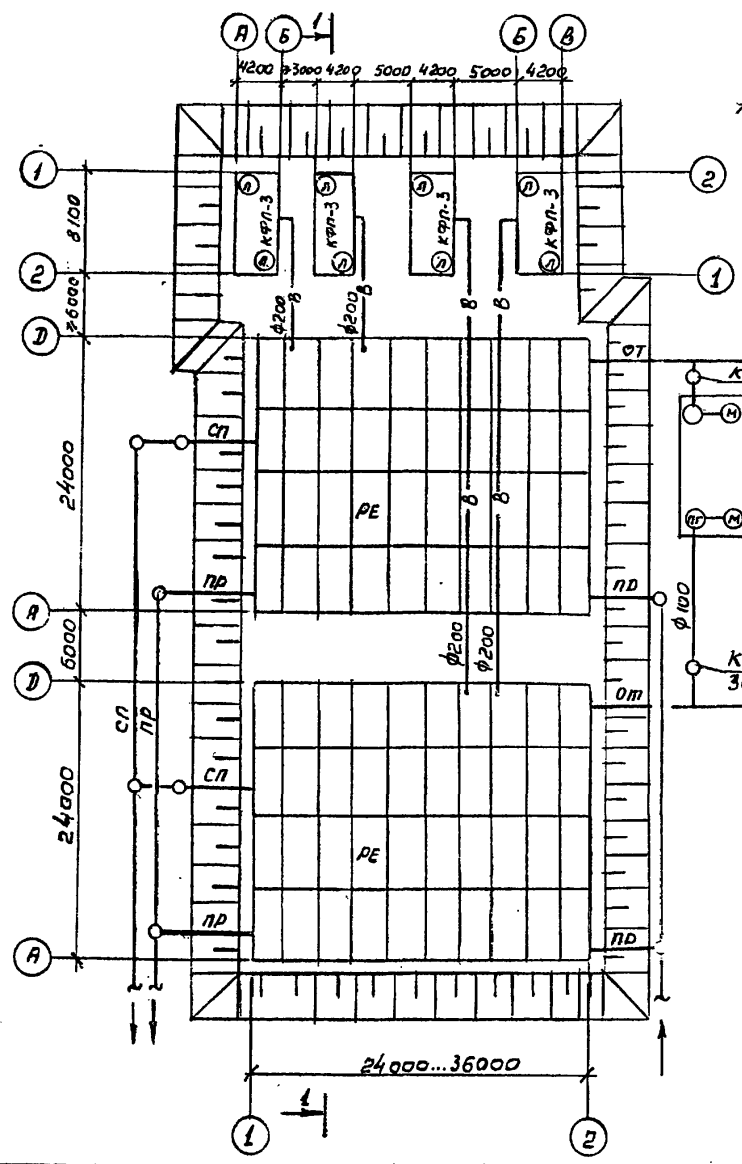 А Б 1 Б В
4200 ≥3000 4200 5000 4200 5000 4200
1 2
8100
л л л л
КФП-3 КФП-3 КФП-3 КФП-3
л л л л
2 1
≥6000
ф200 В ф200 В В В
Д
ОТ
К
М
СП
24000
РЕ В В
ПГ М
ПР ПД
ф100
А
6000
ф200 ф200
К
Д
3
СП ПР
ОТ
СП
24000
РЕ
ПР
ПД
А
24000...36000
1
1 2